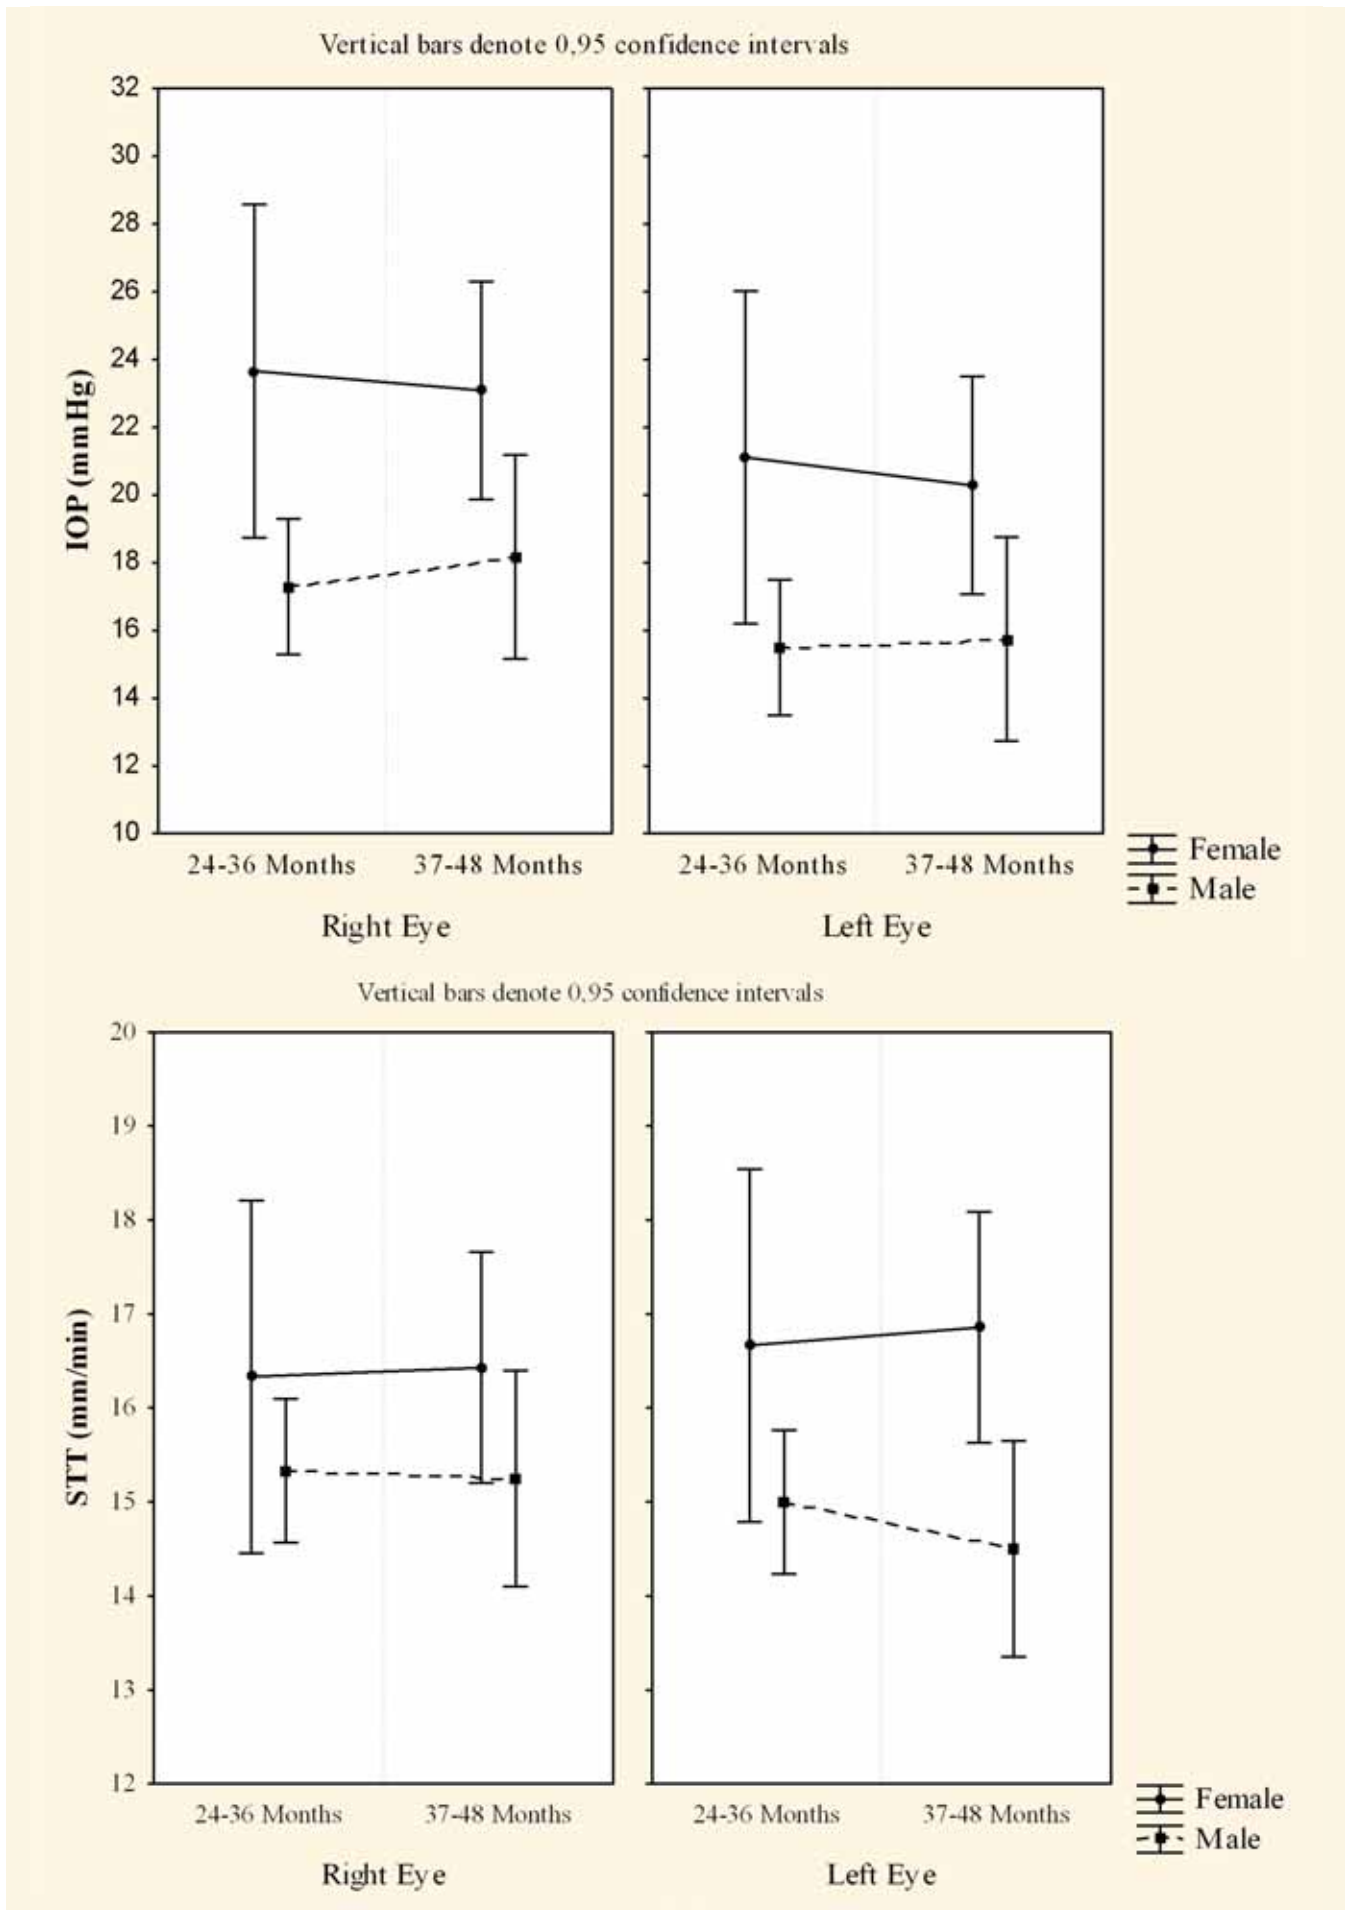 Vertical bars denote 0,95 confidence intervals
32
30
28
26
24
22
20
18
16
14
12
10
IOP (mmHg)
24-36 Months 37-48 Months 24-36 Months 37-48 Months
Right Eye Left Eye
Female
Male
Vertical bars denote 0,95 confidence intervals
20
19
18
17
16
15
14
13
12
STT (mm/min)
24-36 Months 37-48 Months 24-36 Months 37-48 Months
Right Eye Left Eye
Female
Male